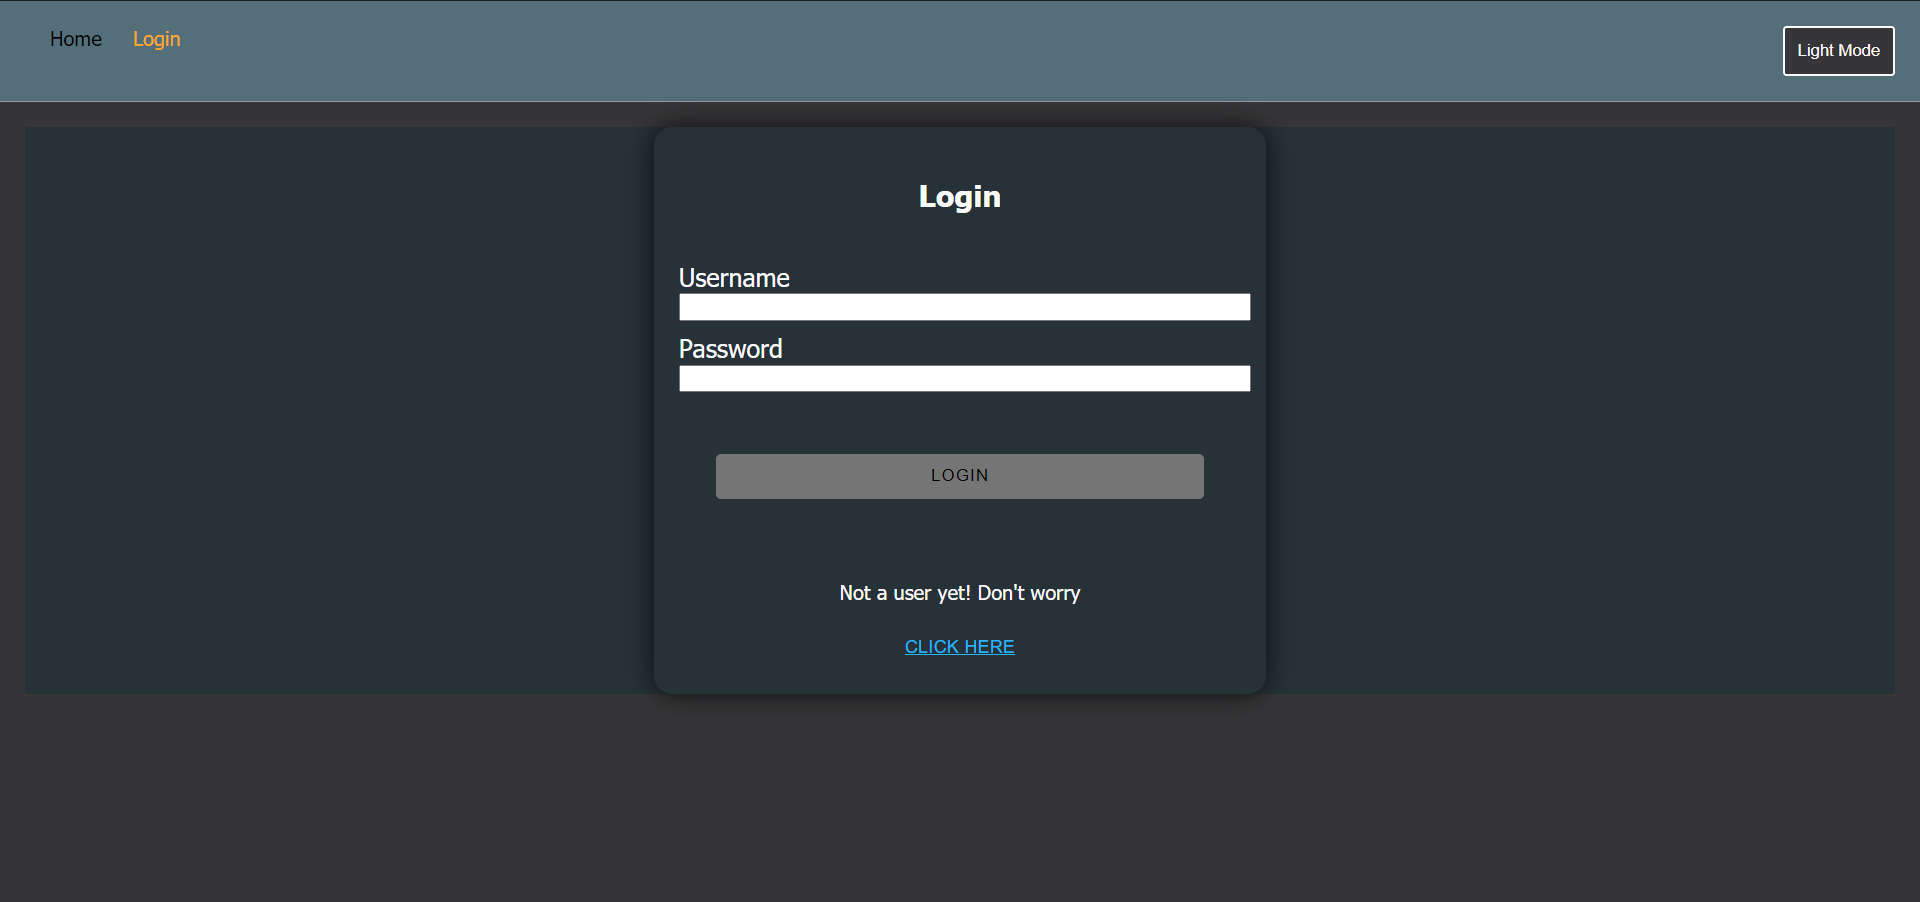 Home Login Light Mode
Login
Username
Password
LOGIN
Not a user yet! Don't worry
CLICK HERE